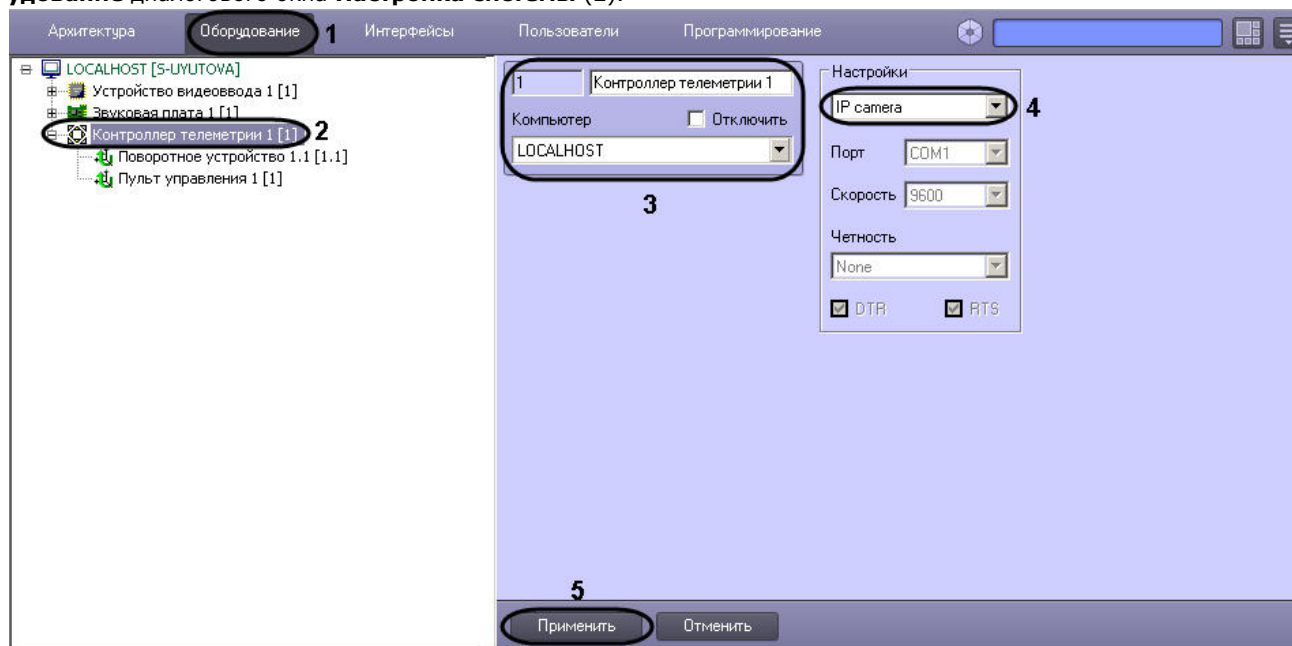 удование диалогового окна Настройка системы (1).
Архитектура Оборудование 1 Интерфейсы Пользователи Программирование
LOCALHOST [S-UYUTOVA]
Устройство видеоввода 1 [1]
Звуковая плата 1 [1]
Контроллер телеметрии 1 [1] 2
Поворотное устройство 1.1 [1.1]
Пульт управления 1 [1]
1 Контроллер телеметрии 1
Компьютер Отключить
LOCALHOST
3
Настройки
IP camera 4
Порт COM1
Скорость 9600
Четность
None
DTR RTS
5
Применить Отменить